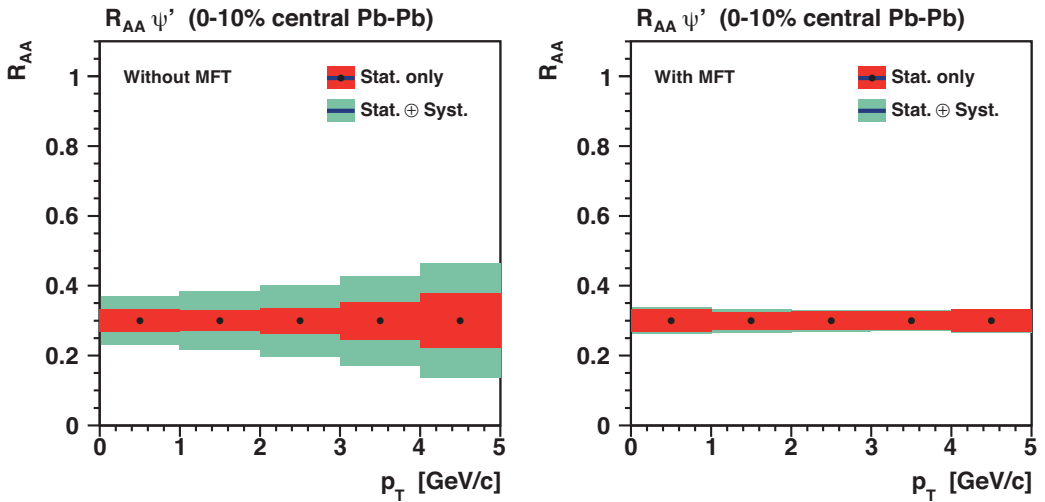 R_AA ψ' (0-10% central Pb-Pb)
R_AA
1
0.8
0.6
0.4
0.2
0
Without MFT
Stat. only
Stat. ⊕ Syst.
0 1 2 3 4 5
p_T [GeV/c]
R_AA ψ' (0-10% central Pb-Pb)
R_AA
1
0.8
0.6
0.4
0.2
0
With MFT
Stat. only
Stat. ⊕ Syst.
0 1 2 3 4 5
p_T [GeV/c]